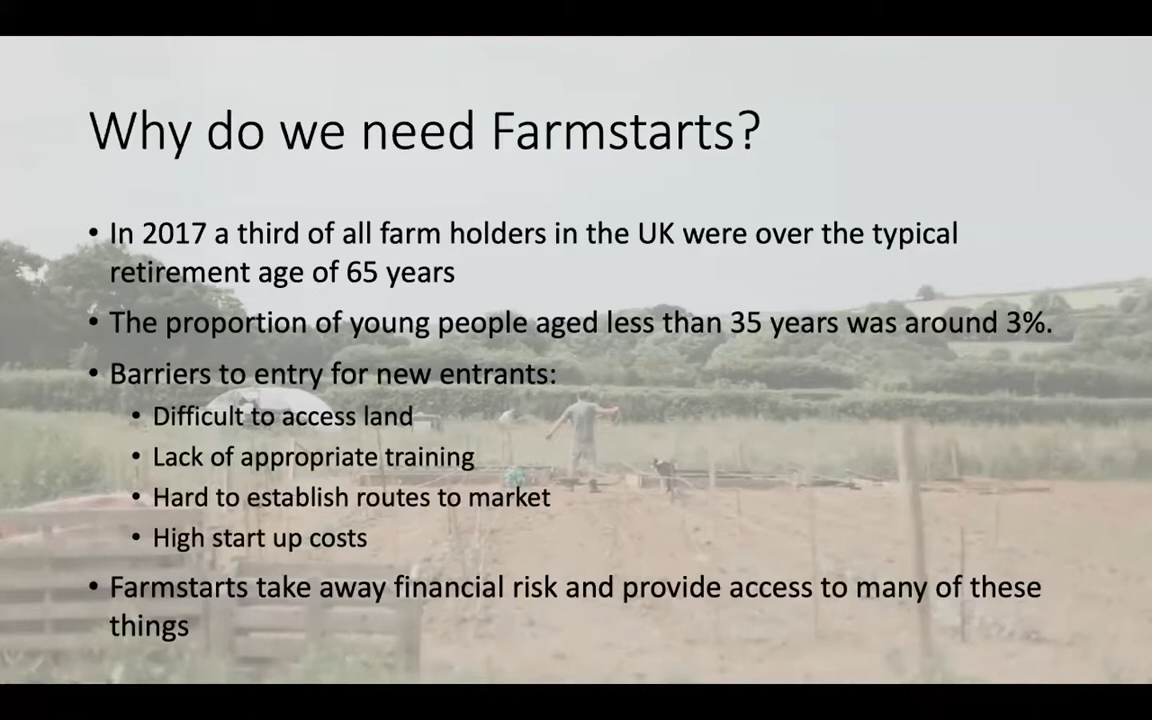 Why do we need Farmstarts?
• In 2017 a third of all farm holders in the UK were over the typical
retirement age of 65 years
• The proportion of young people aged less than 35 years was around 3%.
• Barriers to entry for new entrants:
• Difficult to access land
• Lack of appropriate training
• Hard to establish routes to market
• High start up costs
• Farmstarts take away financial risk and provide access to many of these
things